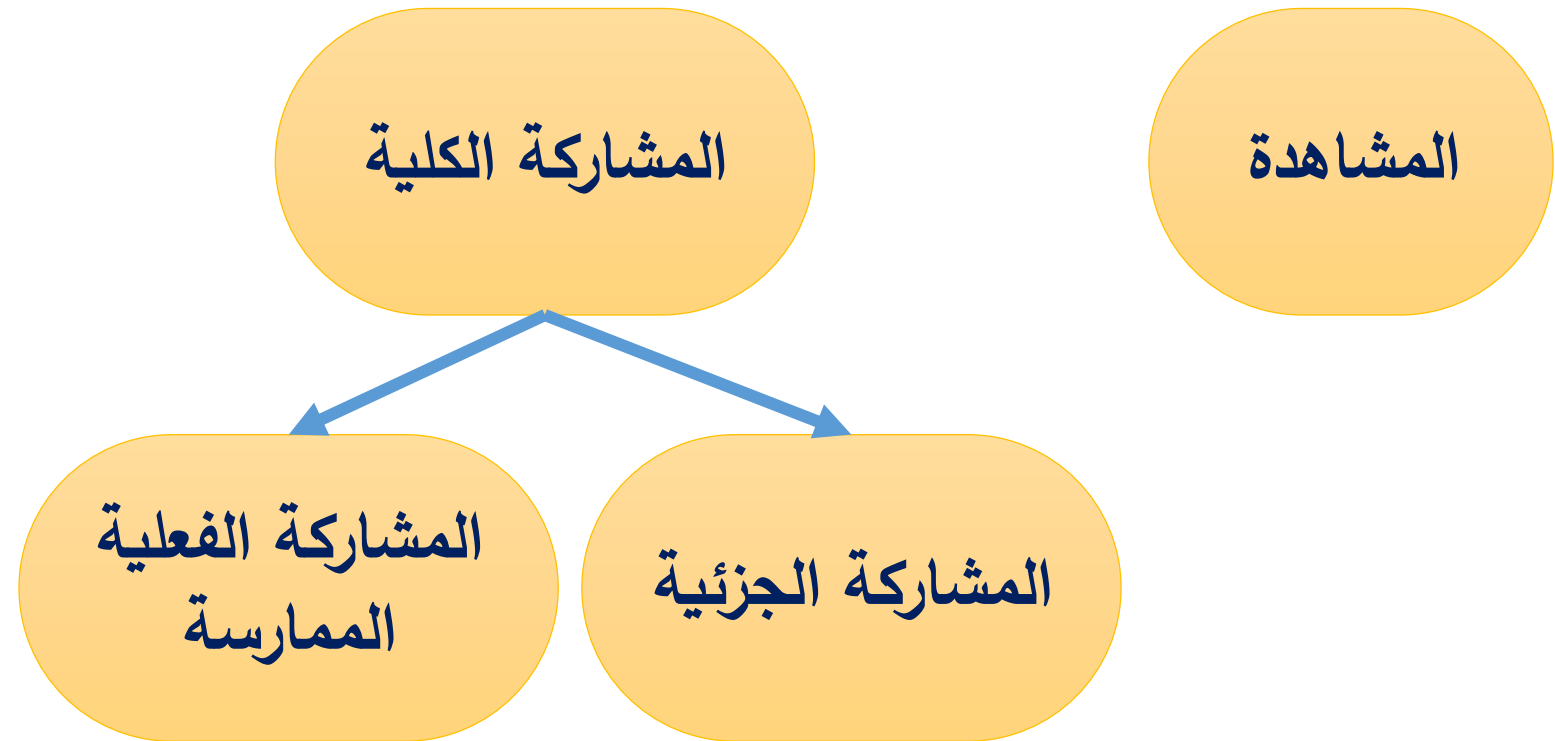 المشاهدة
المشاركة الكلية
المشاركة الجزئية
المشاركة الفعلية
الممارسة